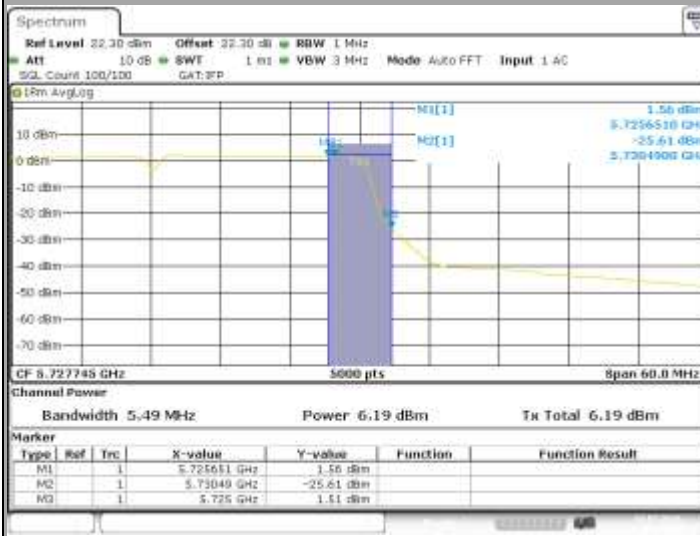 Spectrum
Ref Level 22.30 dBm Offset 22.30 dB RBW 1 MHz
Att 10 dB SWT 1 ms VBW 3 MHz Mode Auto FFT Input 1 AC
SGL Count 100/100 GAT:IFP
1Rm AvgLog
M1[1] 1.56 dBm
5.7256510 GHz
M2[1] -25.61 dBm
5.7304900 GHz
10 dBm
0 dBm
-10 dBm
-20 dBm
-30 dBm
-40 dBm
-50 dBm
-60 dBm
-70 dBm
CF 5.727745 GHz 5000 pts Span 60.0 MHz
Channel Power
Bandwidth 5.49 MHz Power 6.19 dBm Tx Total 6.19 dBm
Marker
Type Ref Trc X-value Y-value Function Function Result
M1 1 5.725651 GHz 1.56 dBm
M2 1 5.73049 GHz -25.61 dBm
M3 1 5.725 GHz 1.51 dBm